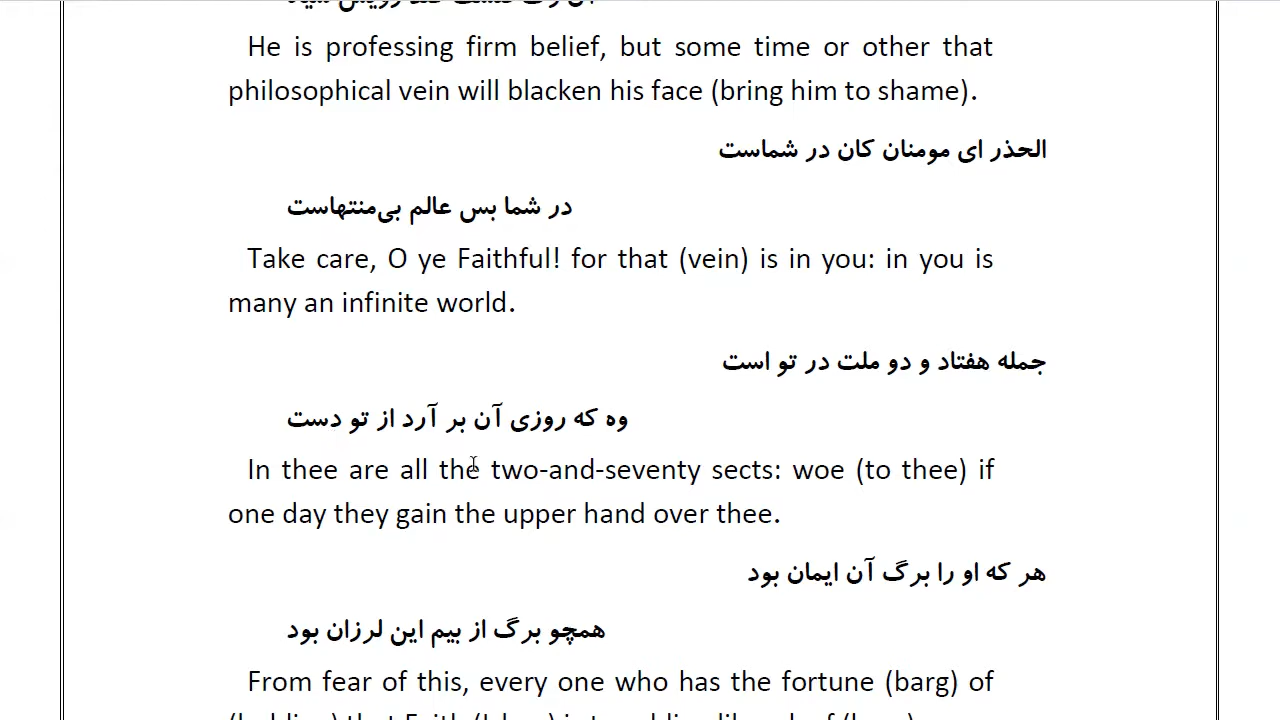 He is professing firm belief, but some time or other that
philosophical vein will blacken his face (bring him to shame).
الحذر ای مومنان کان در شماست
در شما بس عالم بی‌منتهاست
Take care, O ye Faithful! for that (vein) is in you: in you is
many an infinite world.
جمله هفتاد و دو ملت در تو است
وه که روزی آن بر آرد از تو دست
In thee are all the two-and-seventy sects: woe (to thee) if
one day they gain the upper hand over thee.
هر که او را برگ آن ایمان بود
همچو برگ از بیم این لرزان بود
From fear of this, every one who has the fortune (barg) of